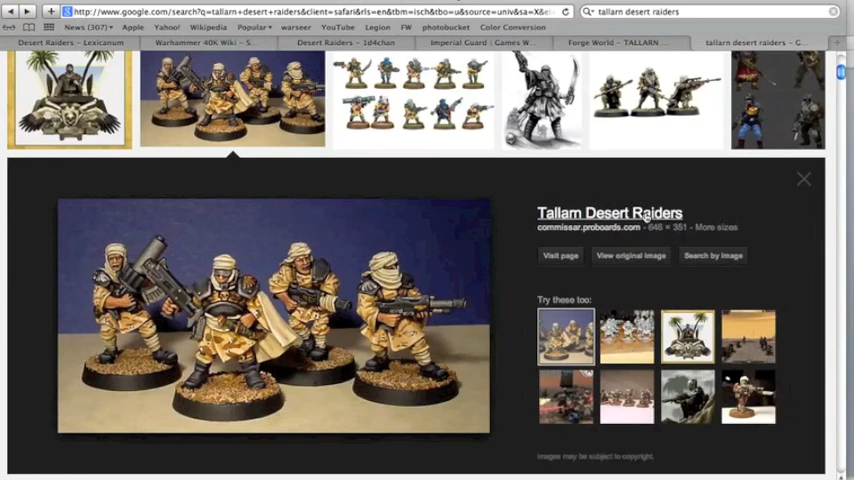 http://www.google.com/search?q=tallarn+desert+raiders&client=safari&rls=en&tbm=isch&tbo=u&source=univ&sa=X&ei
tallarn desert raiders
News (307) Apple Yahoo! Wikipedia Popular warseer YouTube Legion FW photobucket Color Conversion
Desert Raiders – Lexicanum
Warhammer 40K Wiki – S...
Desert Raiders – 1d4chan
Imperial Guard | Games W...
Forge World – TALLARN ...
tallarn desert raiders – G...
Tallarn Desert Raiders
commissar.proboards.com - 646 × 351 - More sizes
Visit page
View original image
Search by image
Try these too:
Images may be subject to copyright.